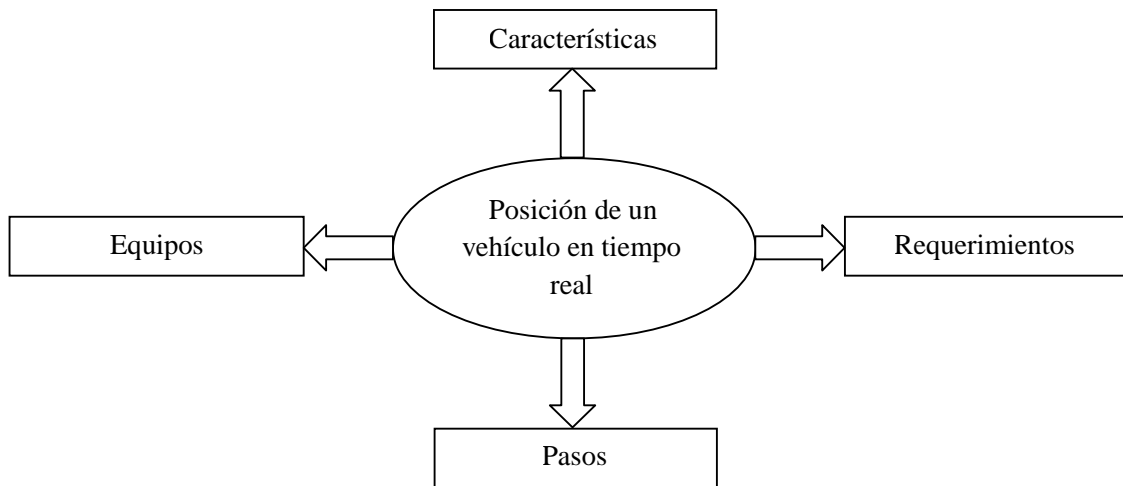 Características
Posición de un
vehículo en tiempo
real
Equipos
Requerimientos
Pasos